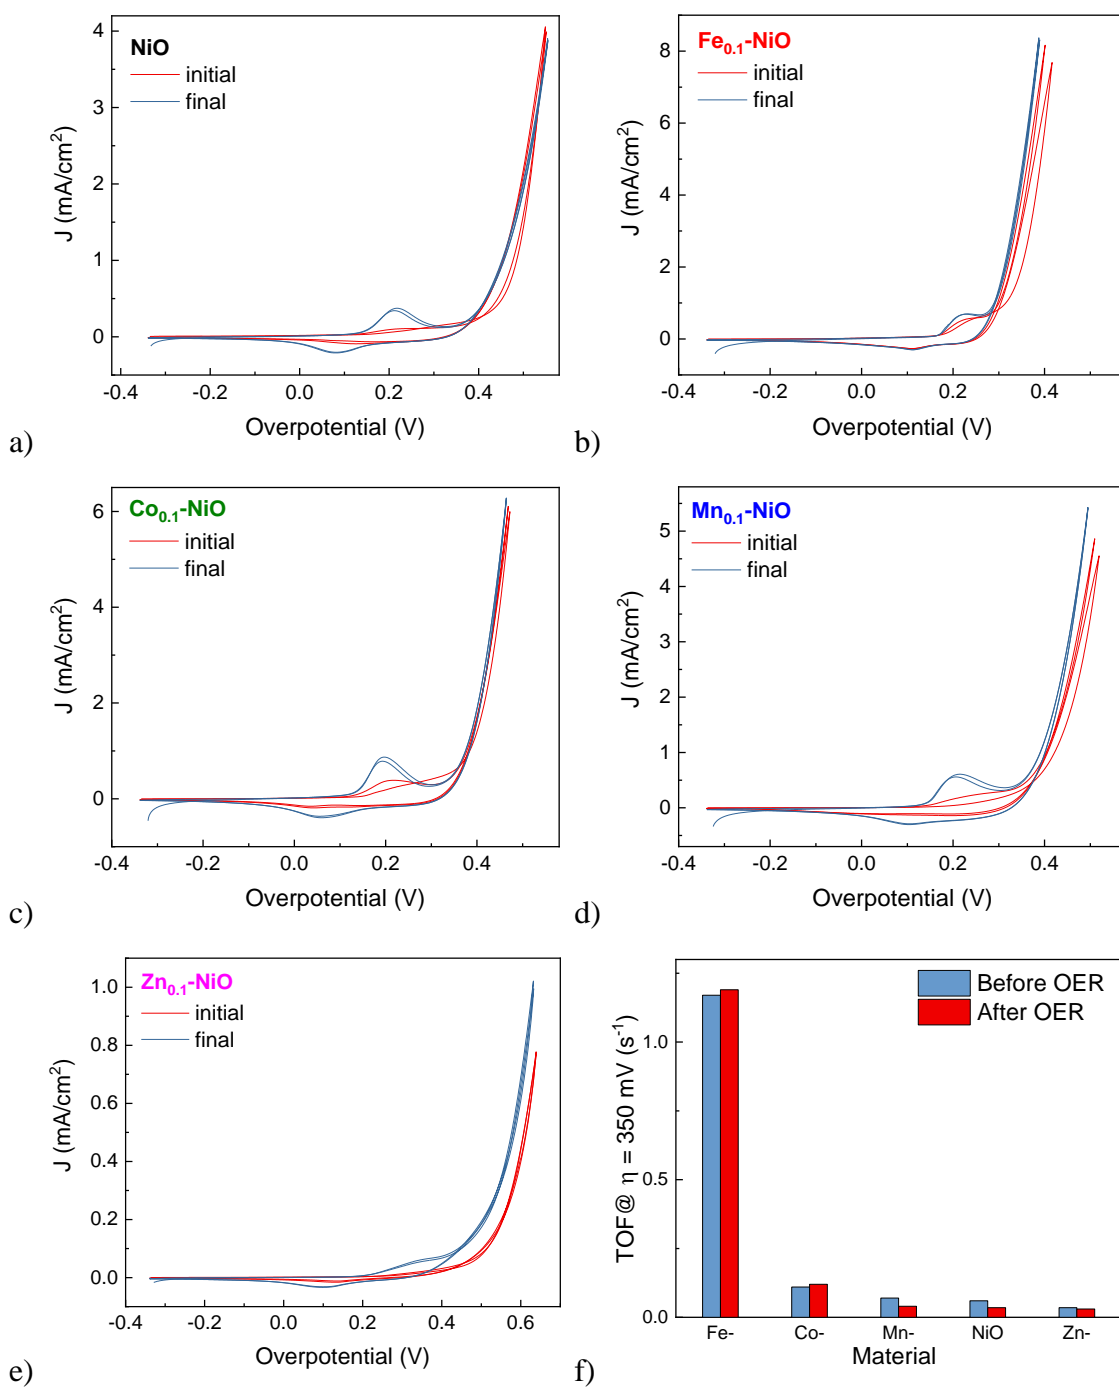 NiO
initial
final
4
3
2
1
0
J (mA/cm²)
-0.4
-0.2
0.0
0.2
0.4
Overpotential (V)
a)
Fe₀.₁-NiO
initial
final
8
6
4
2
0
J (mA/cm²)
-0.4
-0.2
0.0
0.2
0.4
Overpotential (V)
b)
Co₀.₁-NiO
initial
final
6
4
2
0
J (mA/cm²)
-0.4
-0.2
0.0
0.2
0.4
Overpotential (V)
c)
Mn₀.₁-NiO
initial
final
5
4
3
2
1
0
J (mA/cm²)
-0.4
-0.2
0.0
0.2
0.4
Overpotential (V)
d)
Zn₀.₁-NiO
initial
final
1.0
0.8
0.6
0.4
0.2
0.0
J (mA/cm²)
-0.4
-0.2
0.0
0.2
0.4
0.6
Overpotential (V)
e)
Before OER
After OER
1.0
0.5
0.0
TOF@ η = 350 mV (s⁻¹)
Fe-
Co-
Mn-
NiO
Zn-
Material
f)